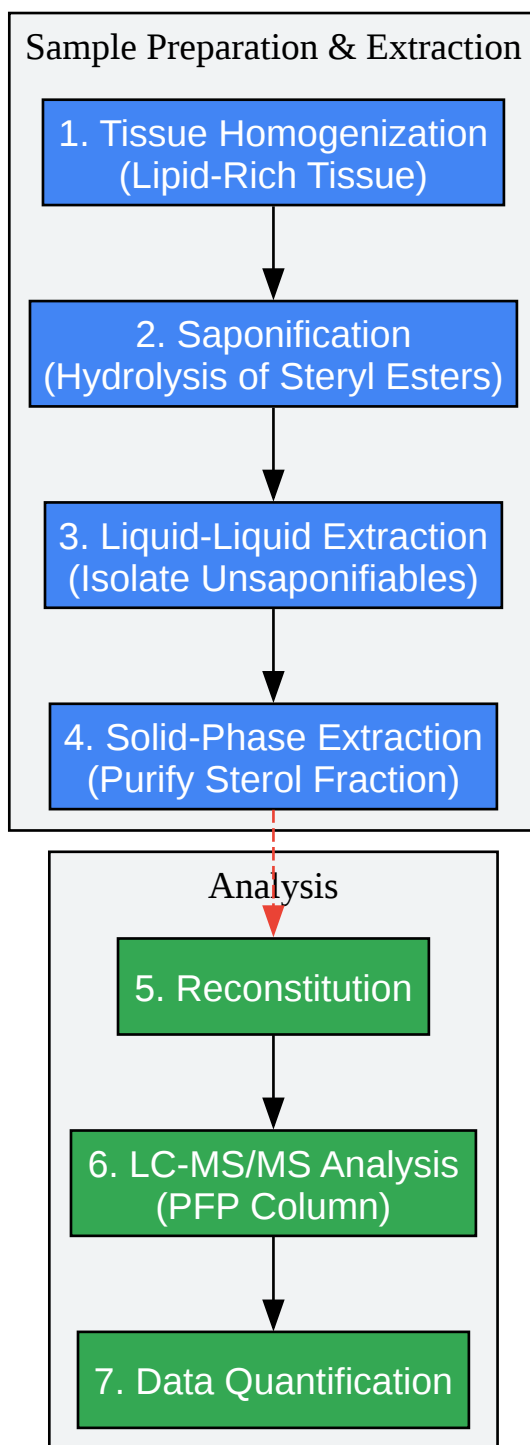 Sample Preparation & Extraction
1. Tissue Homogenization
(Lipid-Rich Tissue)
2. Saponification
(Hydrolysis of Steryl Esters)
3. Liquid-Liquid Extraction
(Isolate Unsaponifiables)
4. Solid-Phase Extraction
(Purify Sterol Fraction)
Analysis
5. Reconstitution
6. LC-MS/MS Analysis
(PFP Column)
7. Data Quantification